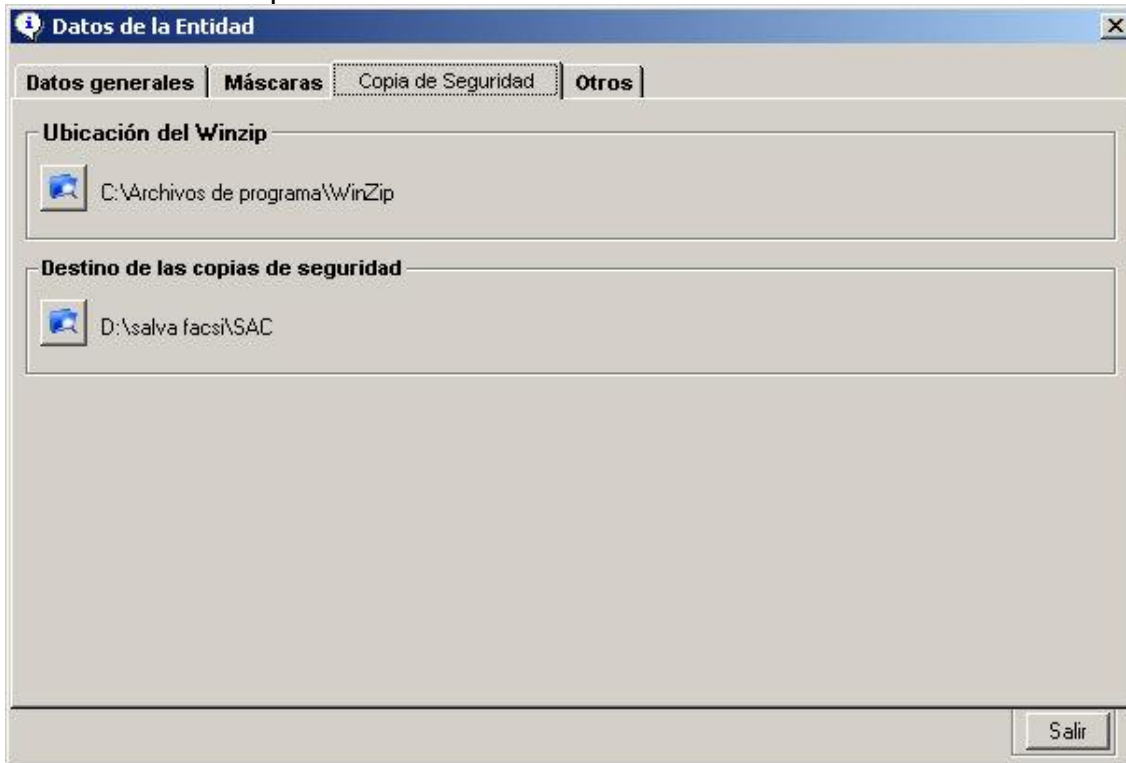 Datos de la Entidad
Datos generales Máscaras Copia de Seguridad Otros
Ubicación del Winzip
C:\Archivos de programa\WinZip
Destino de las copias de seguridad
D:\salva facsi\SAC
Salir